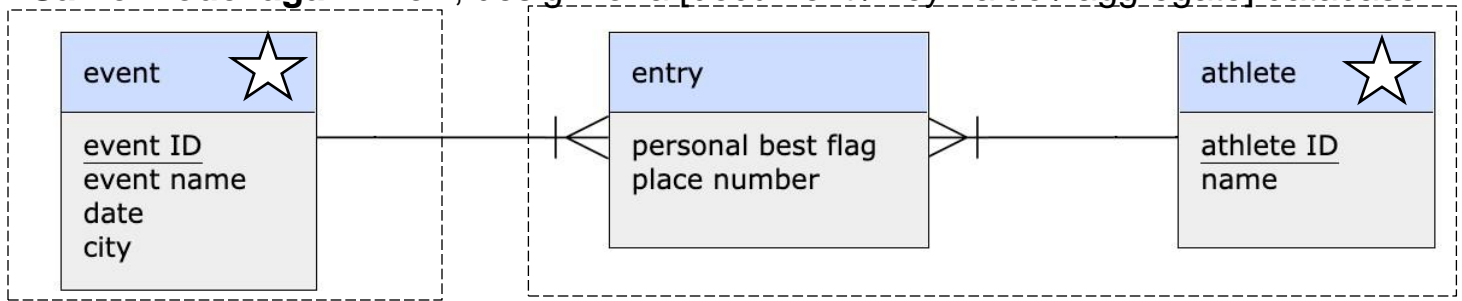 event
event ID
event name
date
city
entry
personal best flag
place number
athlete
athlete ID
name